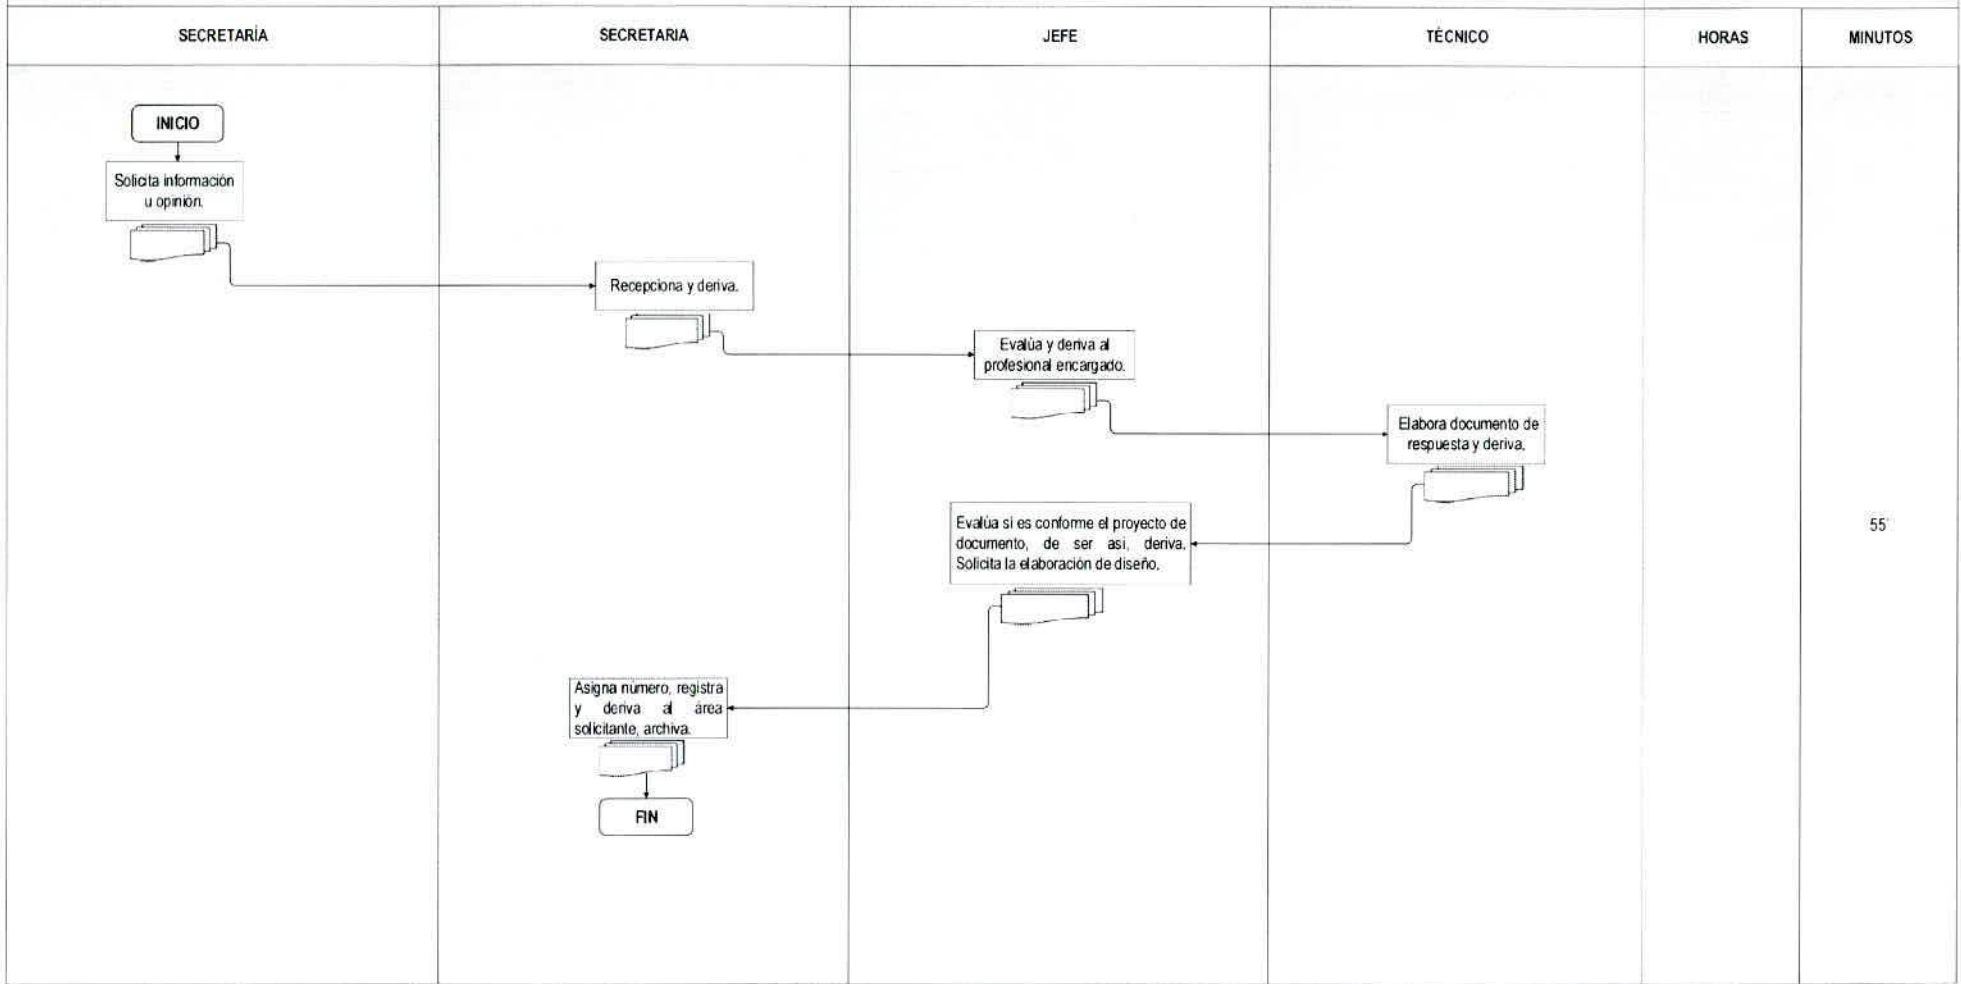 SECRETARÍA
SECRETARIA
JEFE
TÉCNICO
HORAS
MINUTOS
INICIO
Solicita información
u opinión.
Recepciona y deriva.
Evalúa y deriva al
profesional encargado.
Elabora documento de
respuesta y deriva.
Evalúa si es conforme el proyecto de
documento, de ser asi, deriva.
Solicita la elaboración de diseño.
55'
Asigna número, registra
y deriva al área
solicitante, archiva.
FIN